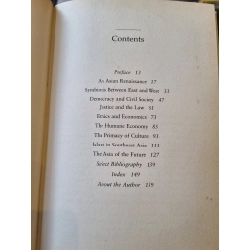 Contents
Preface 13
An Asian Renaissance 17
Symbiosis Between East and West 33
Democracy and Civil Society 47
Justice and the Law 61
Ethics and Economics 73
The Humane Economy 85
The Primacy of Culture 93
Islam in Southeast Asia 111
The Asia of the Future 127
Select Bibliography 139
Index 149
About the Author 159